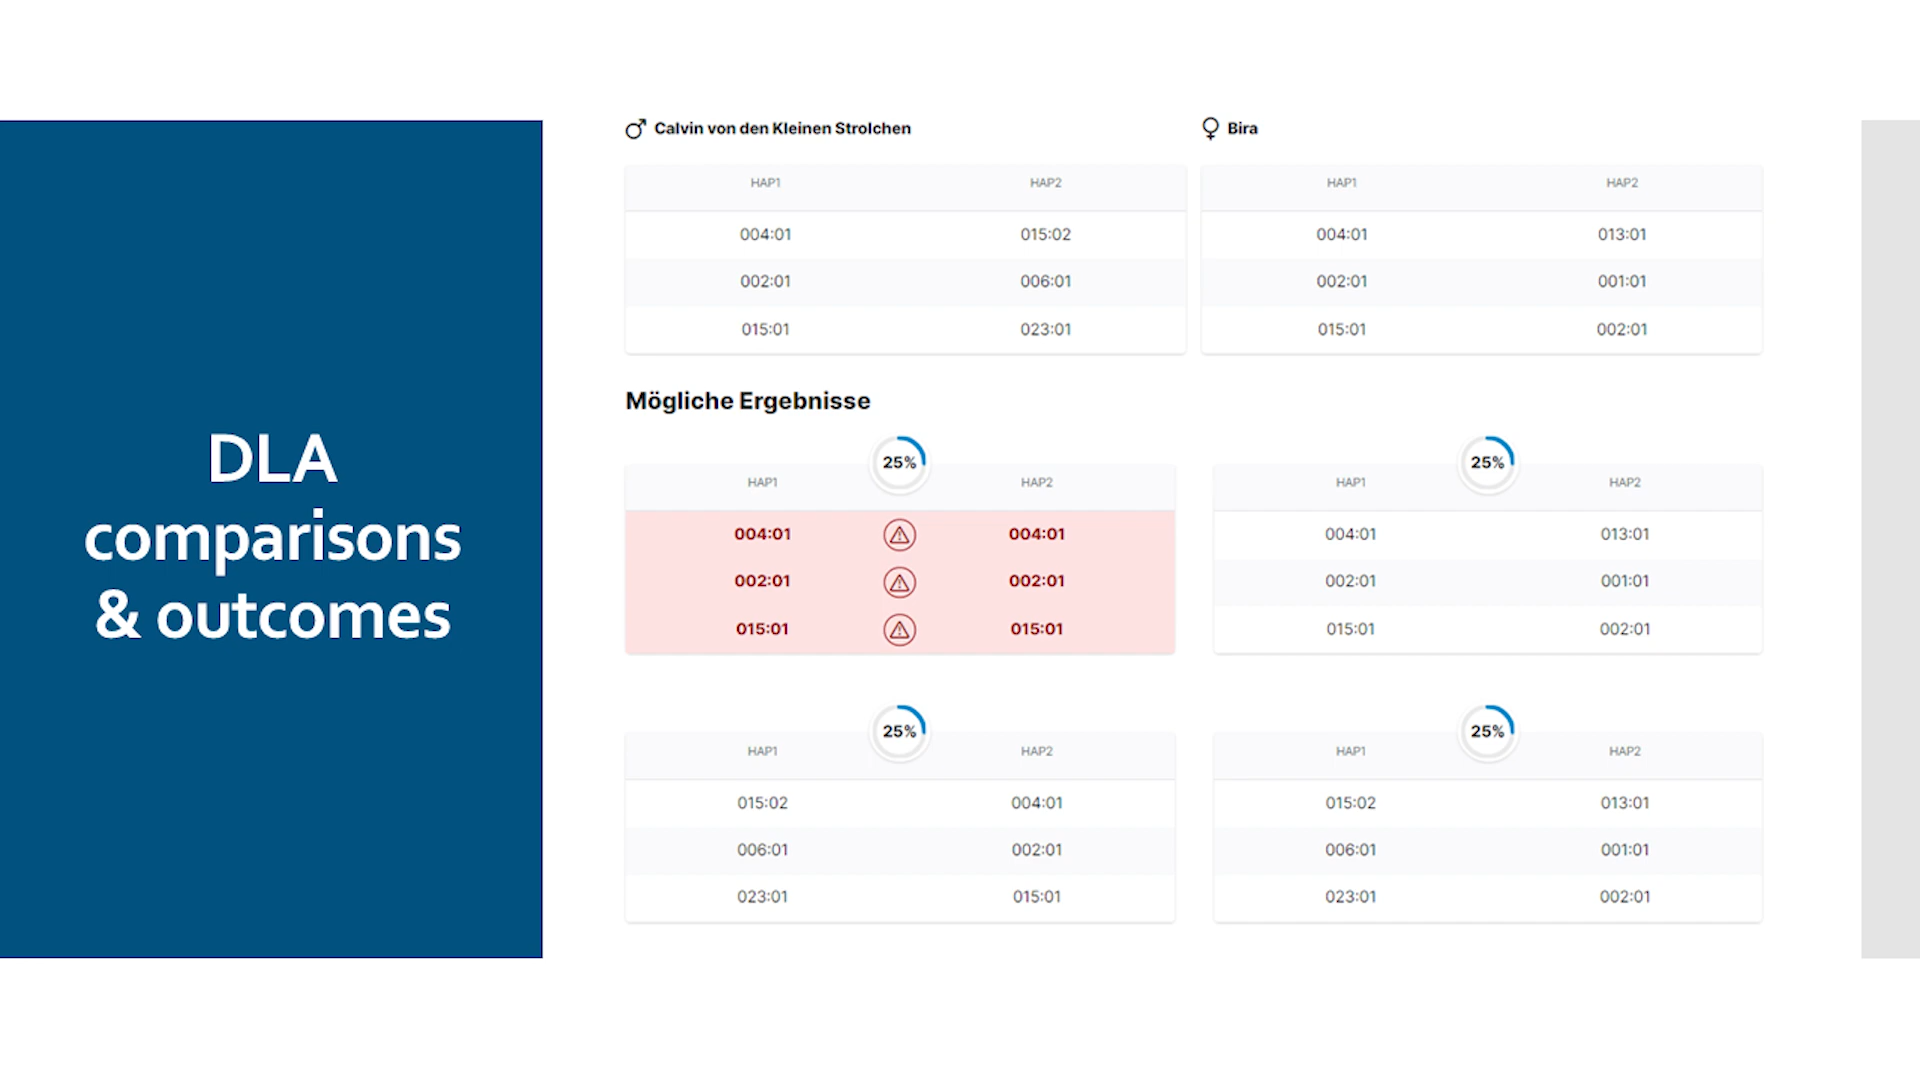 DLA
comparisons
& outcomes
Calvin von den Kleinen Strolchen
HAP1 HAP2
004:01 015:02
002:01 006:01
015:01 023:01
Bira
HAP1 HAP2
004:01 013:01
002:01 001:01
015:01 002:01
Mögliche Ergebnisse
25%
HAP1 HAP2
004:01 004:01
002:01 002:01
015:01 015:01
25%
HAP1 HAP2
004:01 013:01
002:01 001:01
015:01 002:01
25%
HAP1 HAP2
015:02 004:01
006:01 002:01
023:01 015:01
25%
HAP1 HAP2
015:02 013:01
006:01 001:01
023:01 002:01